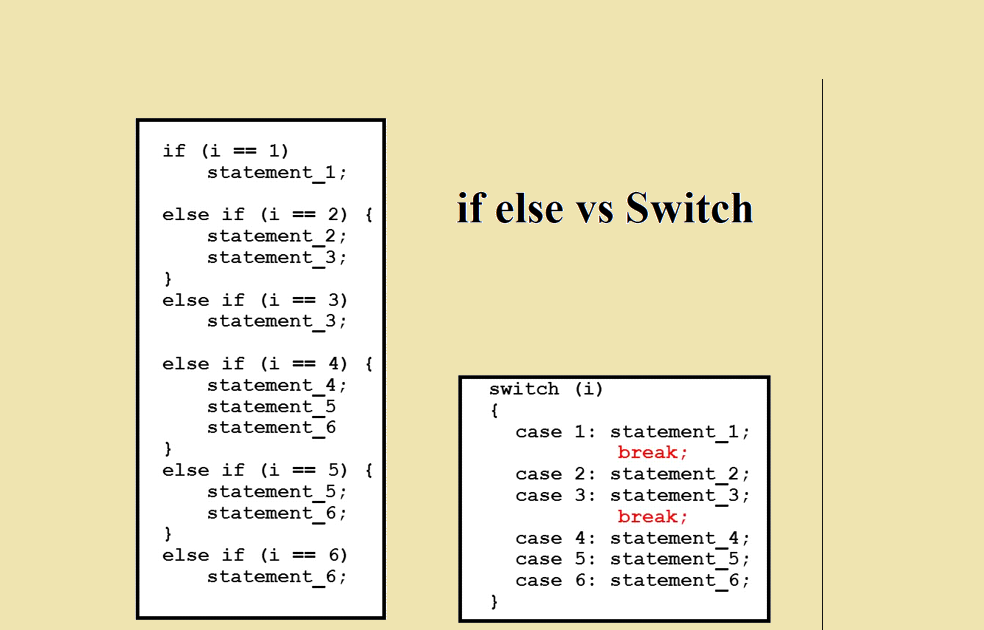 if (i == 1)
statement_1;
else if (i == 2) {
statement_2;
statement_3;
}
else if (i == 3)
statement_3;
else if (i == 4) {
statement_4;
statement_5
statement_6
}
else if (i == 5) {
statement_5;
statement_6;
}
else if (i == 6)
statement_6;
if else vs Switch
switch (i)
{
case 1: statement_1;
break;
case 2: statement_2;
case 3: statement_3;
break;
case 4: statement_4;
case 5: statement_5;
case 6: statement_6;
}